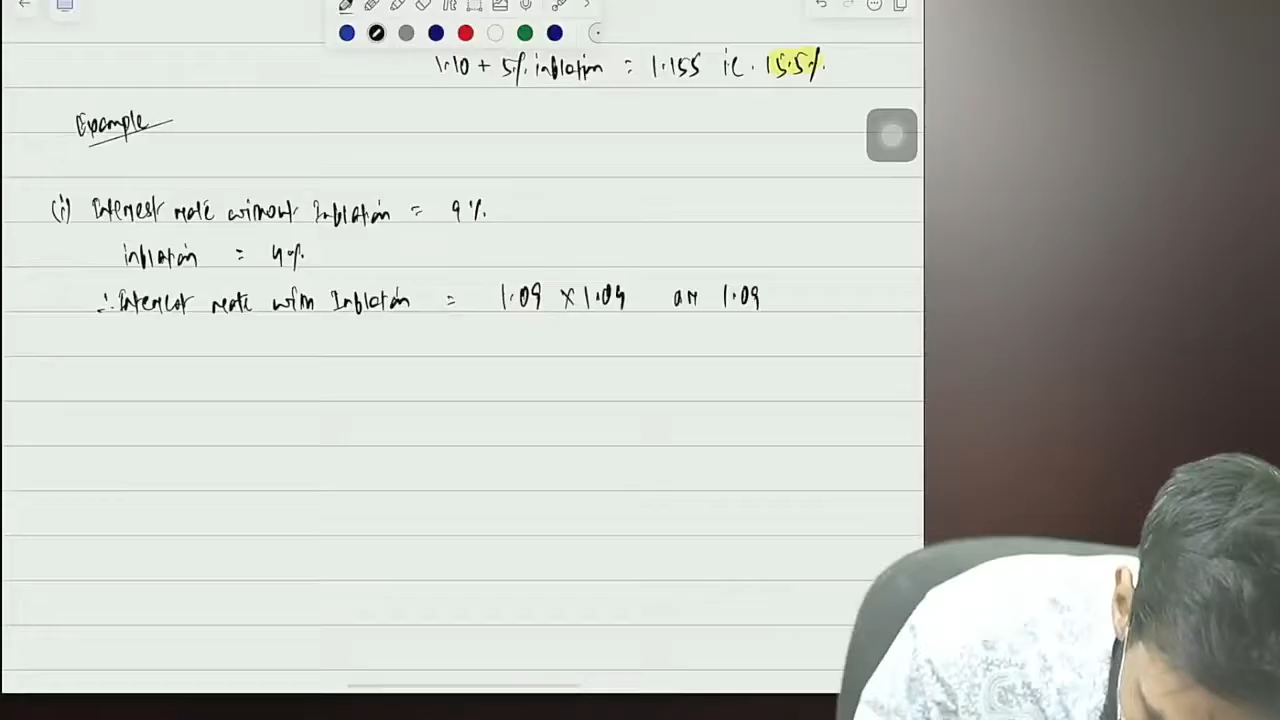 1.10 + 5% inflation = 1.155 i.e. 15.5%.
Example
(i) Interest rate without Inflation = 9%.
inflation = 4%.
∴ Interest rate with Inflation = 1.09 × 1.04 or 1.09